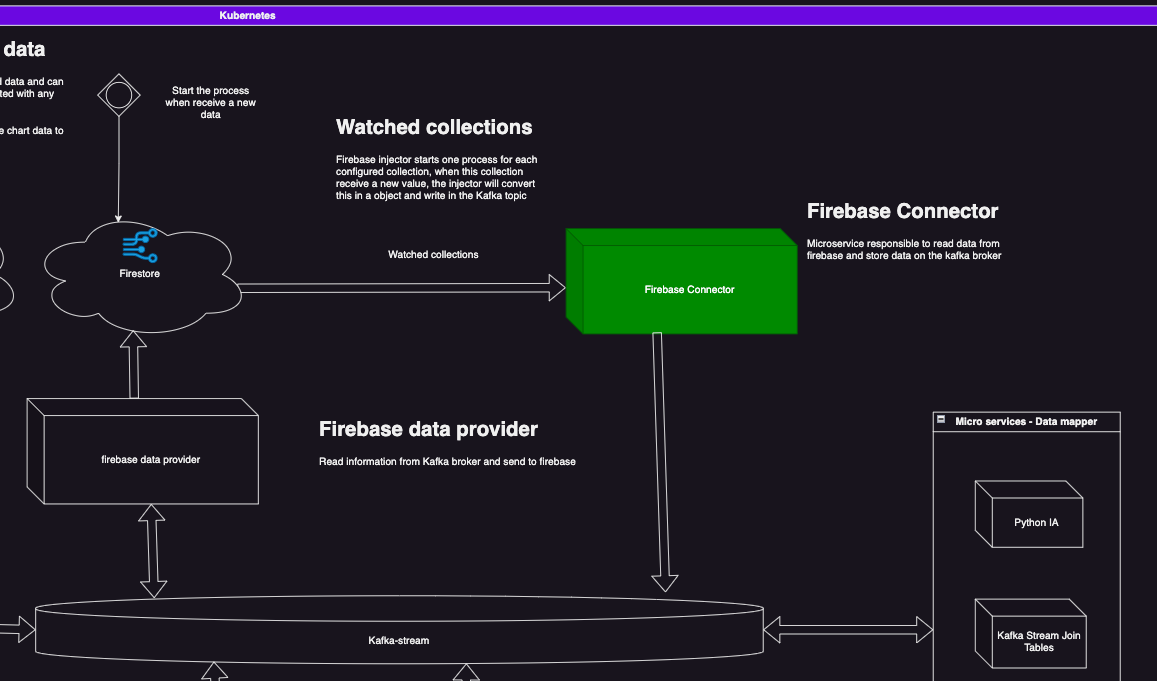 Kubernetes
data
data and can
ted with any
e chart data to
Start the process
when receive a new
data
Watched collections
Firebase injector starts one process for each
configured collection, when this collection
receive a new value, the injector will convert
this in a object and write in the Kafka topic
Firebase Connector
Microservice responsible to read data from
firebase and store data on the kafka broker
Watched collections
Firestore
Firebase Connector
Firebase data provider
Read information from Kafka broker and send to firebase
firebase data provider
Micro services - Data mapper
Python IA
Kafka Stream Join
Tables
Kafka-stream